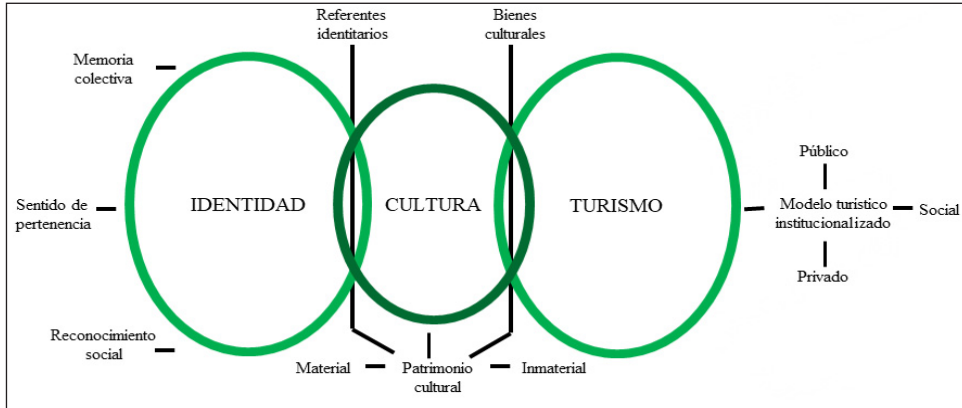 Referentes
identitarios
Bienes
culturales
Memoria
colectiva
Público
Sentido de
pertenencia
IDENTIDAD
CULTURA
TURISMO
Modelo turístico
institucionalizado
Social
Privado
Reconocimiento
social
Material
Patrimonio
cultural
Inmaterial